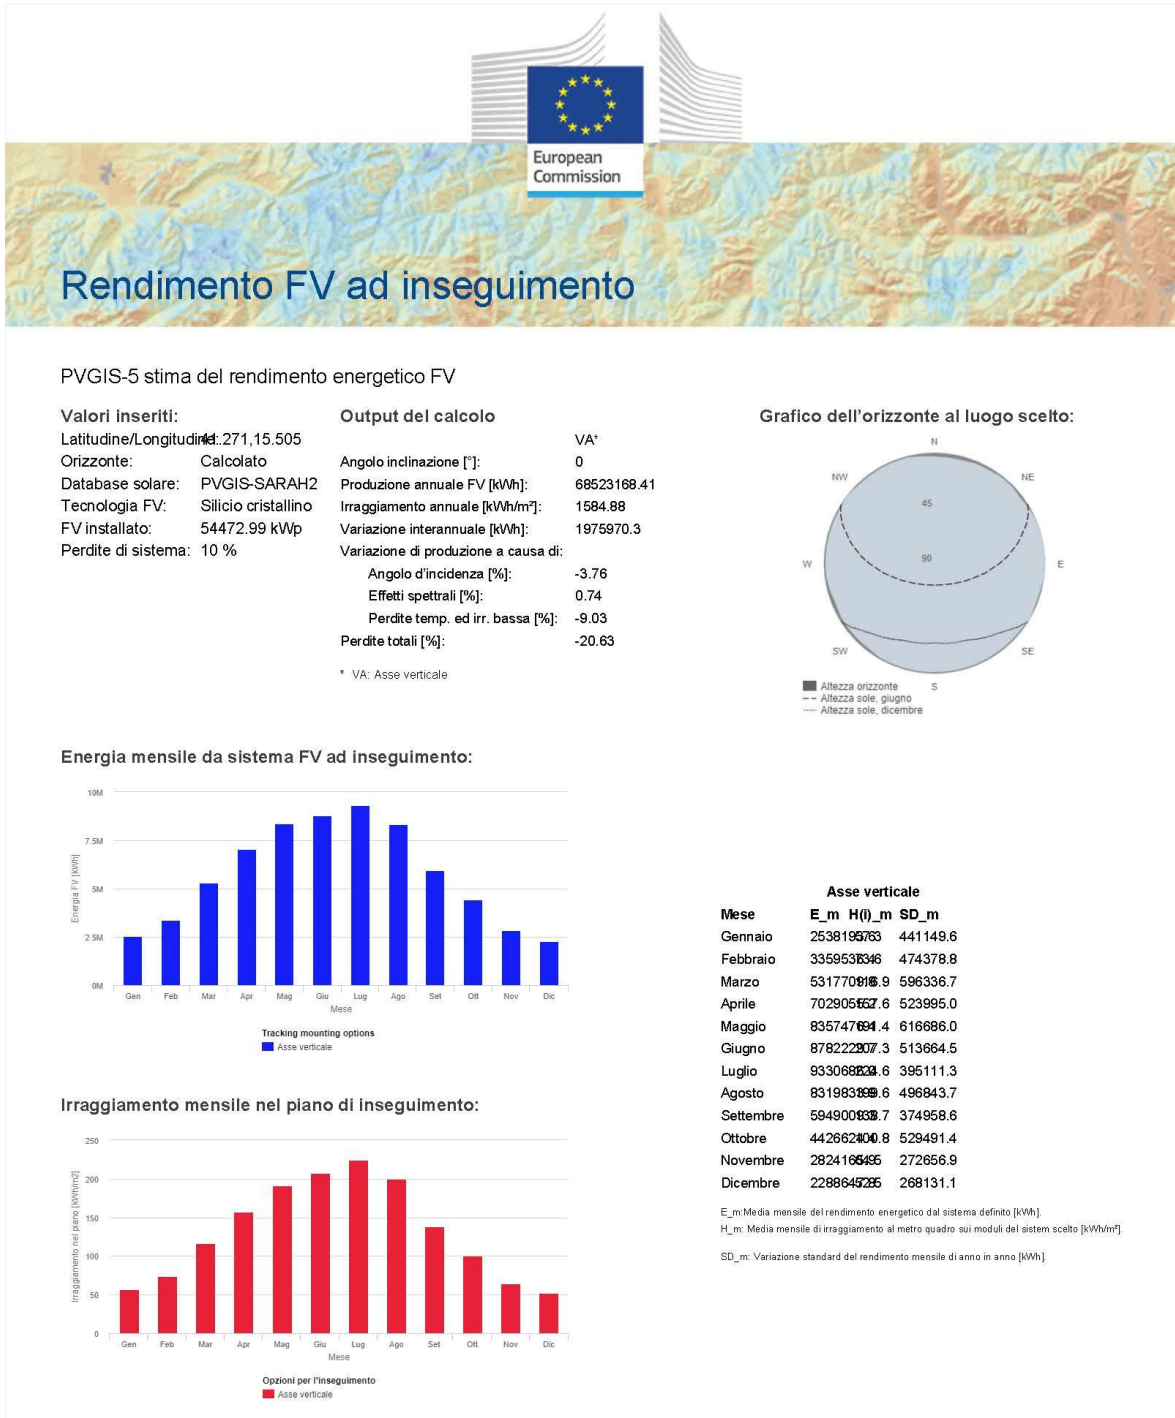 European
Commission
Rendimento FV ad inseguimento
PVGIS-5 stima del rendimento energetico FV
Valori inseriti:
Latitudine/Longitudine: 41.271,15.505
Orizzonte: Calcolato
Database solare: PVGIS-SARAH2
Tecnologia FV: Silicio cristallino
FV installato: 54472.99 kWp
Perdite di sistema: 10 %
Output del calcolo
VA*
Angolo inclinazione [°]: 0
Produzione annuale FV [kWh]: 68523168.41
Irraggiamento annuale [kWh/m²]: 1584.88
Variazione interannuale [kWh]: 1975970.3
Variazione di produzione a causa di:
Angolo d'incidenza [%]: -3.76
Effetti spettrali [%]: 0.74
Perdite temp. ed irr. bassa [%]: -9.03
Perdite totali [%]: -20.63
* VA: Asse verticale
Grafico dell'orizzonte al luogo scelto:
N
NW NE
45
W 90 E
SW SE
S
Altezza orizzonte
Altezza sole, giugno
Altezza sole, dicembre
Energia mensile da sistema FV ad inseguimento:
Energia FV [kWh]
10M
7.5M
5M
2.5M
0M
Gen Feb Mar Apr Mag Giu Lug Ago Set Ott Nov Dic
Mese
Tracking mounting options
Asse verticale
Irraggiamento mensile nel piano di inseguimento:
Irraggiamento nel piano [kWh/m2]
250
200
150
100
50
0
Gen Feb Mar Apr Mag Giu Lug Ago Set Ott Nov Dic
Mese
Opzioni per l'inseguimento
Asse verticale
Asse verticale
Mese E_m H(i)_m SD_m
Gennaio 441149.6
Febbraio 474378.8
Marzo 596336.7
Aprile 523995.0
Maggio 616686.0
Giugno 513664.5
Luglio 395111.3
Agosto 496843.7
Settembre 374958.6
Ottobre 529491.4
Novembre 272656.9
Dicembre 268131.1
E_m:Media mensile del rendimento energetico dal sistema definito [kWh].
H_m: Media mensile di irraggiamento al metro quadro sui moduli del sistem scelto [kWh/m²].
SD_m: Variazione standard del rendimento mensile di anno in anno [kWh].